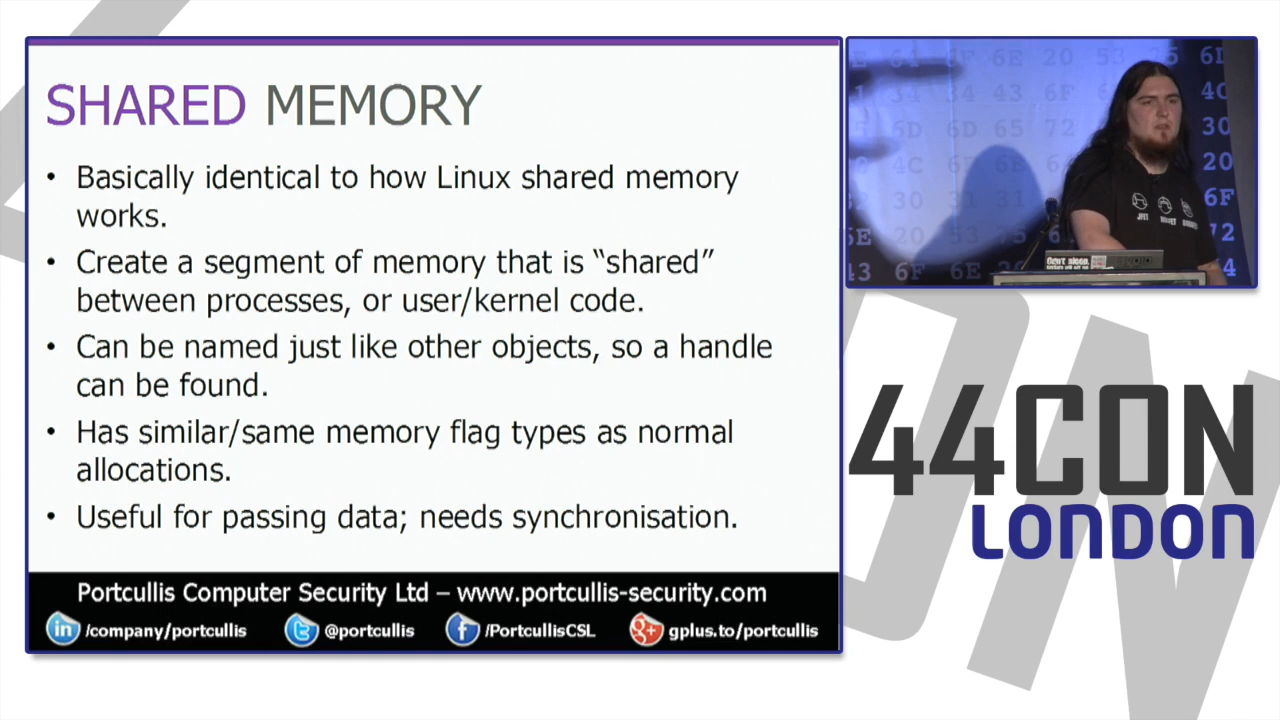 SHARED MEMORY
• Basically identical to how Linux shared memory
works.
• Create a segment of memory that is “shared”
between processes, or user/kernel code.
• Can be named just like other objects, so a handle
can be found.
• Has similar/same memory flag types as normal
allocations.
• Useful for passing data; needs synchronisation.
Portcullis Computer Security Ltd – www.portcullis-security.com
/company/portcullis @portcullis /PortcullisCSL gplus.to/portcullis
44CON
LONDON